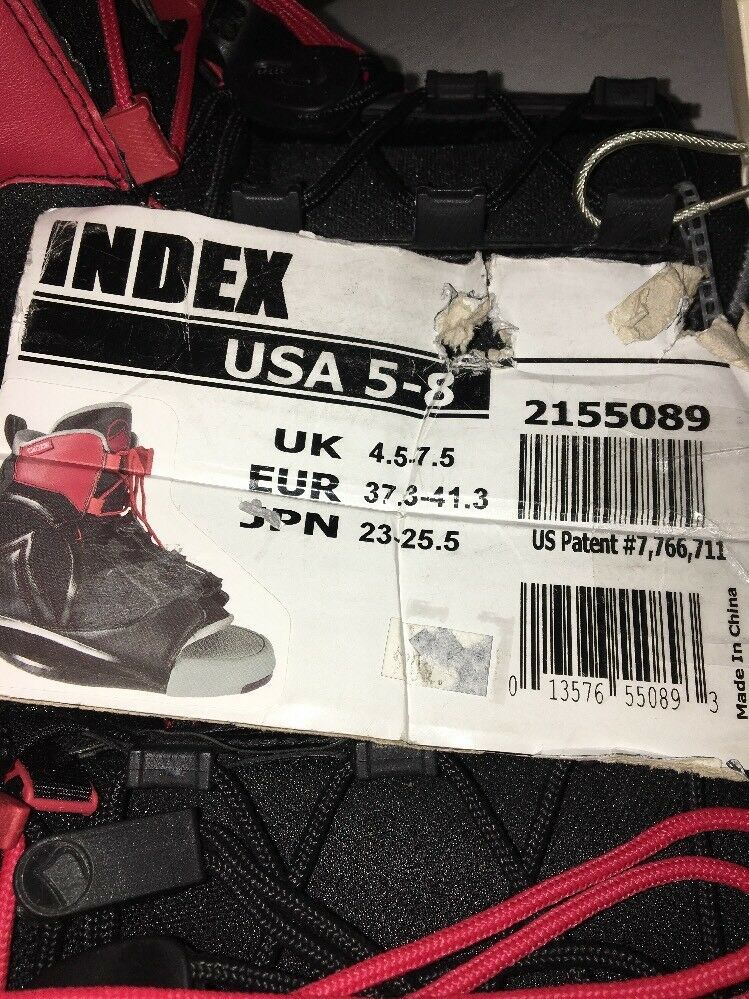 INDEX
USA 5-8
2155089
UK 4.5-7.5
EUR 37.3-41.3
JPN 23-25.5
US Patent #7,766,711
0 13576 55089 3
Made In China